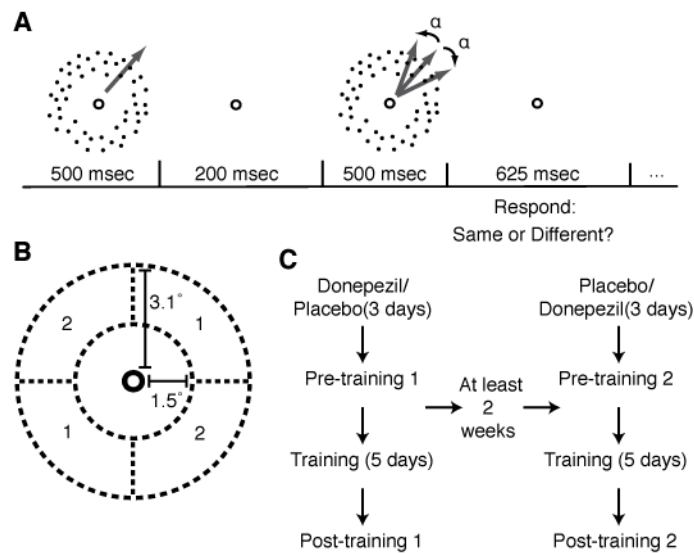 A
α
α
500 msec
200 msec
500 msec
625 msec
...
Respond:
Same or Different?
B
3.1°
2
1
1.5°
1
2
C
Donepezil/
Placebo(3 days)
Pre-training 1
Training (5 days)
Post-training 1
At least
2
weeks
Placebo/
Donepezil(3 days)
Pre-training 2
Training (5 days)
Post-training 2